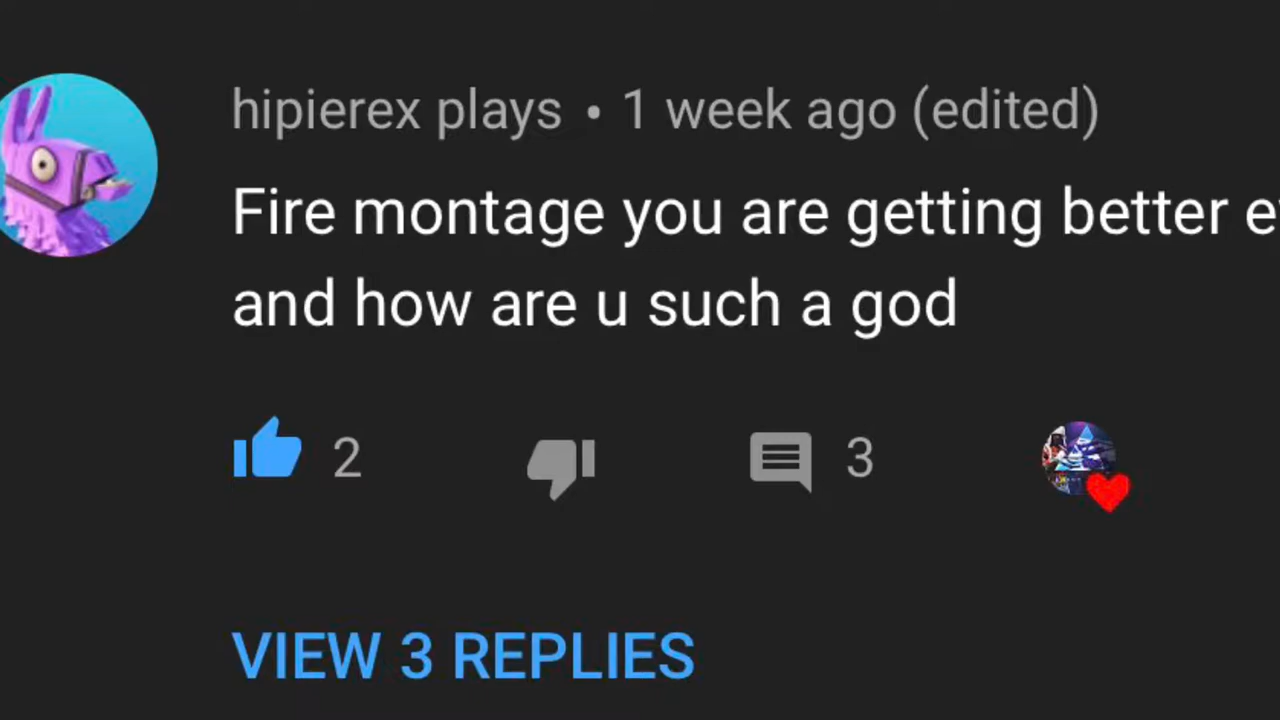 hipierex plays • 1 week ago (edited)
Fire montage you are getting better
and how are u such a god
2
3
VIEW 3 REPLIES